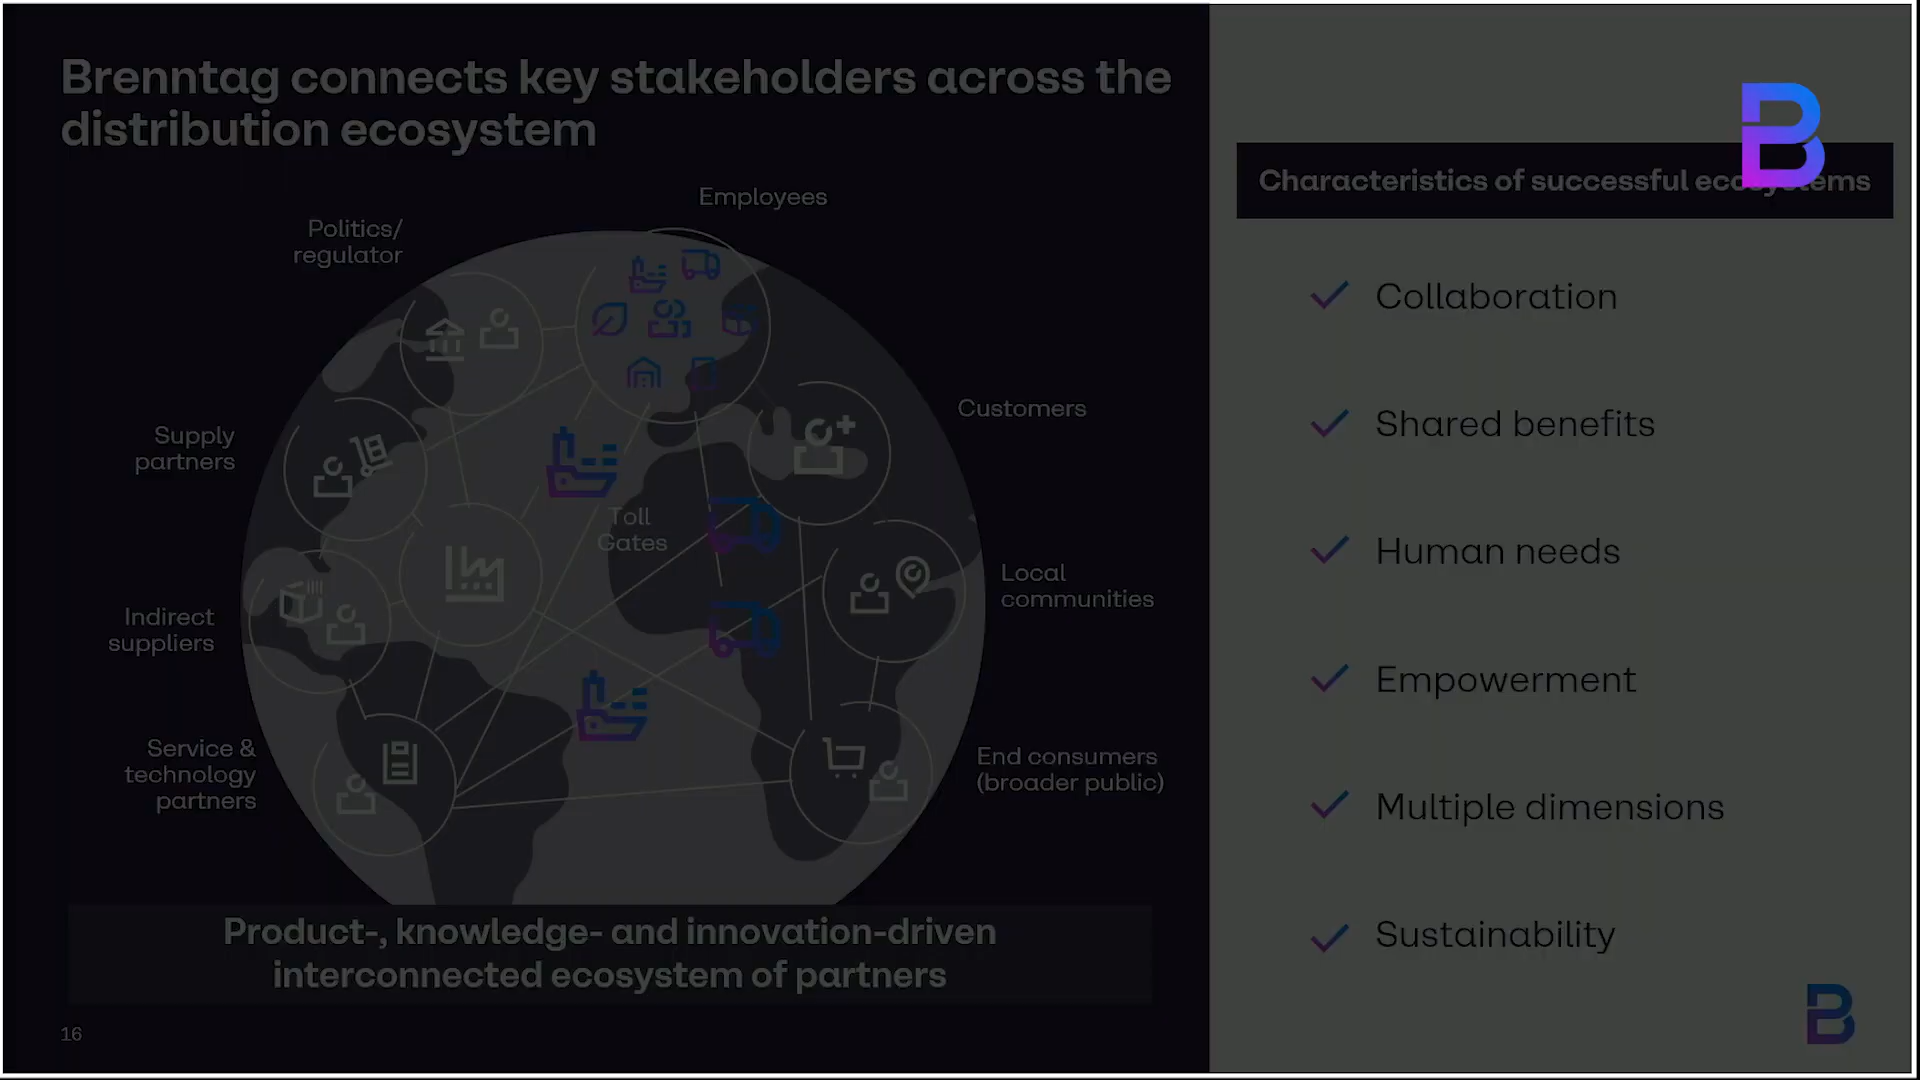 Brenntag connects key stakeholders across the
distribution ecosystem
Employees
Politics/
regulator
Supply
partners
Customers
Toll
Gates
Indirect
suppliers
Local
communities
Service &
technology
partners
End consumers
(broader public)
Product-, knowledge- and innovation-driven
interconnected ecosystem of partners
16
Characteristics of successful ecosystems
Collaboration
Shared benefits
Human needs
Empowerment
Multiple dimensions
Sustainability